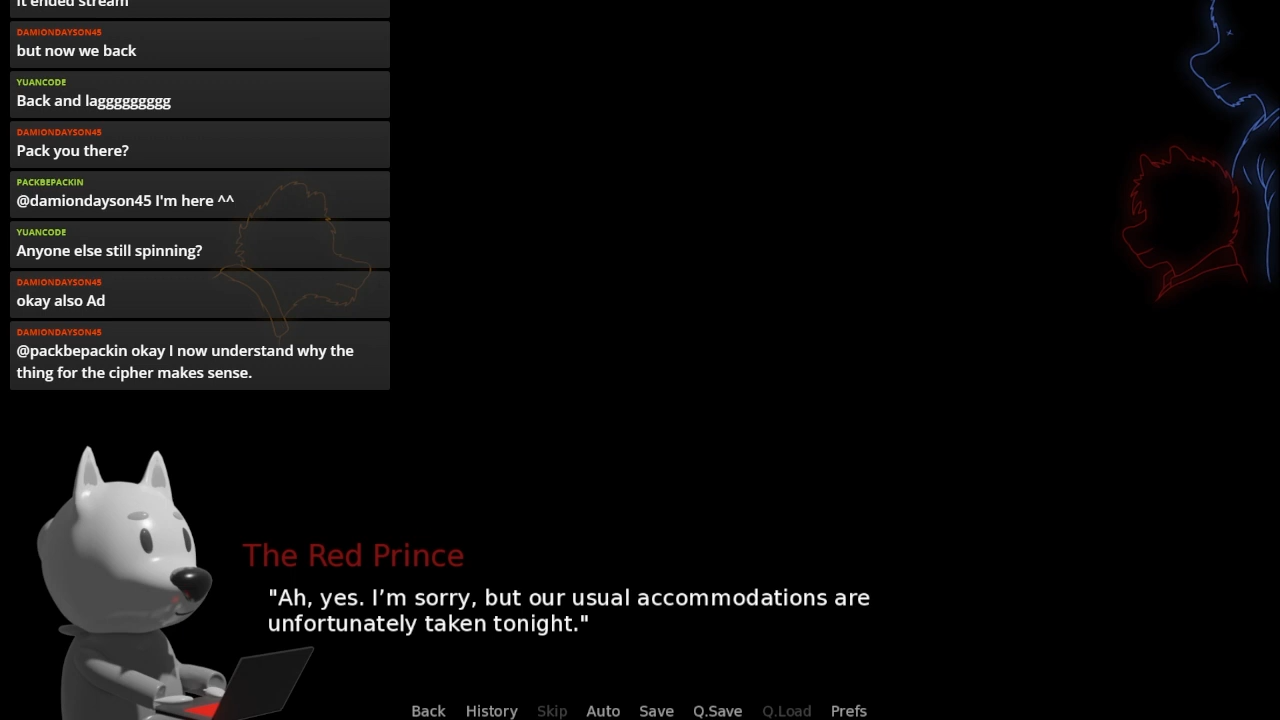 it ended stream
DAMIONDAYSON45
but now we back
YUANCODE
Back and laggggggggg
DAMIONDAYSON45
Pack you there?
PACKBEPACKIN
@damiondayson45 I'm here ^^
YUANCODE
Anyone else still spinning?
DAMIONDAYSON45
okay also Ad
DAMIONDAYSON45
@packbepackin okay I now understand why the
thing for the cipher makes sense.
The Red Prince
"Ah, yes. I’m sorry, but our usual accommodations are
unfortunately taken tonight."
Back History Skip Auto Save Q.Save Q.Load Prefs